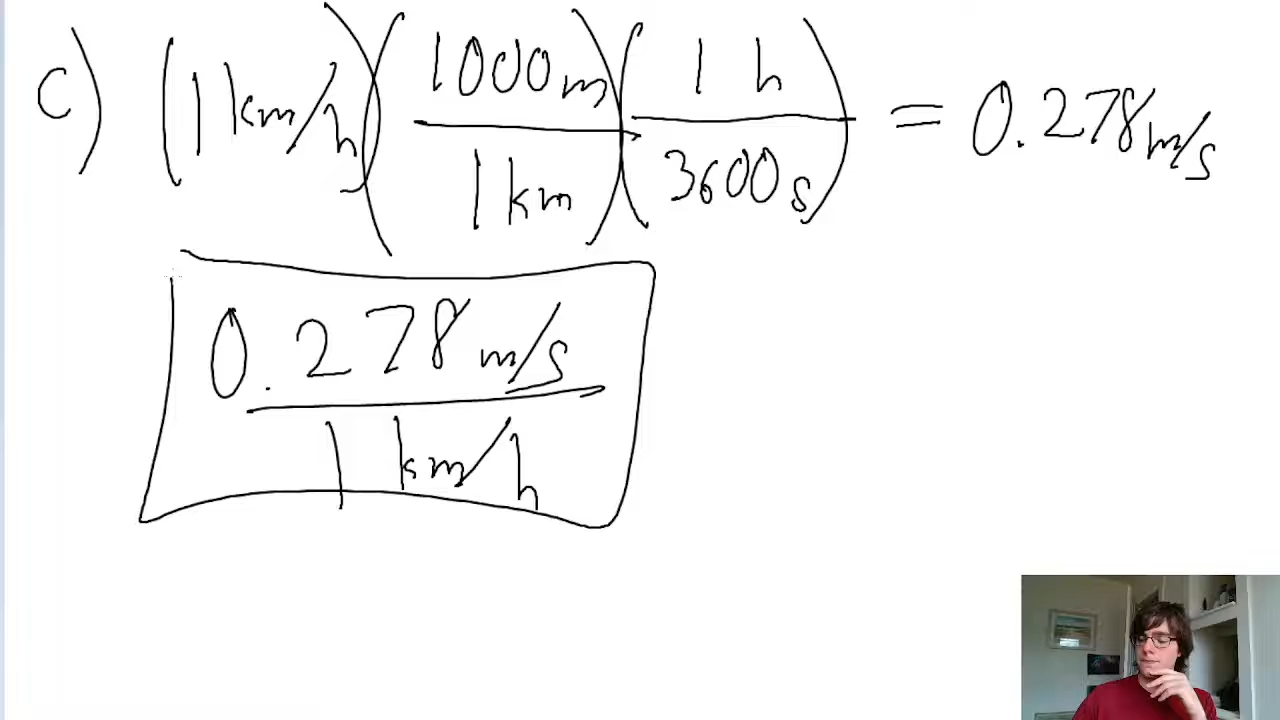 c) (1 km/h) (1000 m / 1 km) (1 h / 3600 s) = 0.278 m/s
0.278 m/s
1 km/h